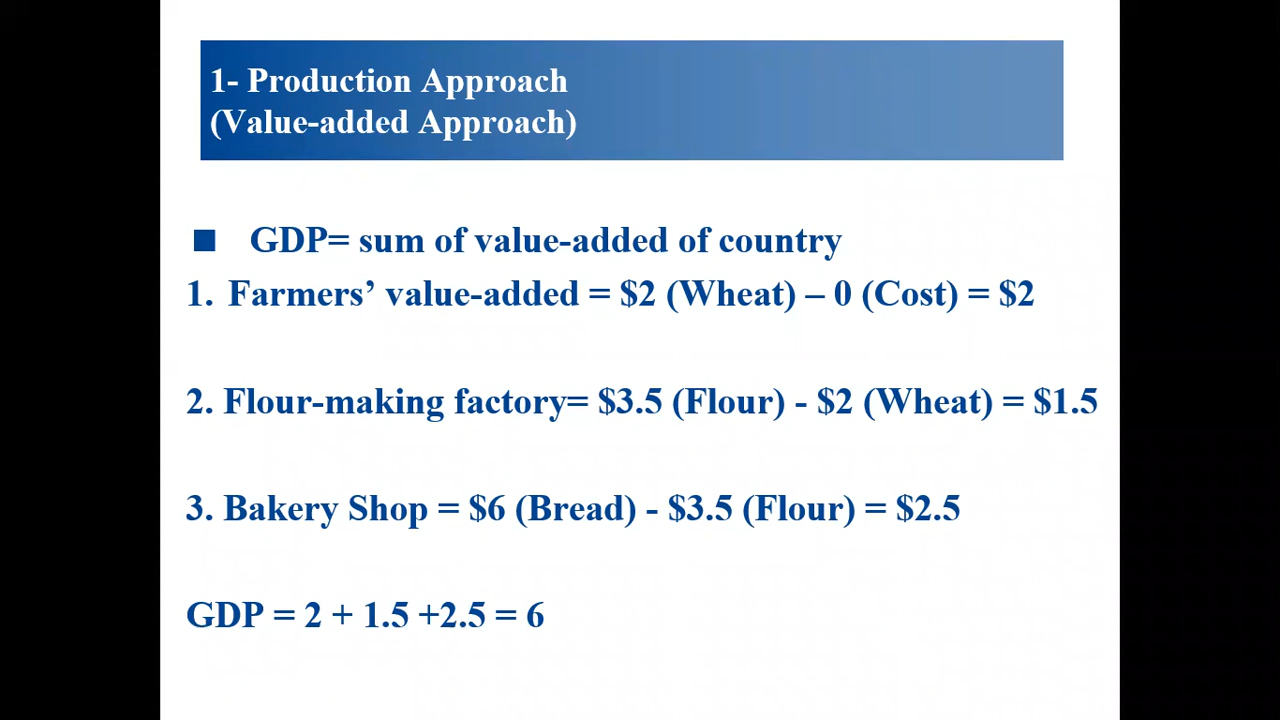 1- Production Approach
(Value-added Approach)
■ GDP= sum of value-added of country
1. Farmers’ value-added = $2 (Wheat) – 0 (Cost) = $2
2. Flour-making factory= $3.5 (Flour) - $2 (Wheat) = $1.5
3. Bakery Shop = $6 (Bread) - $3.5 (Flour) = $2.5
GDP = 2 + 1.5 +2.5 = 6